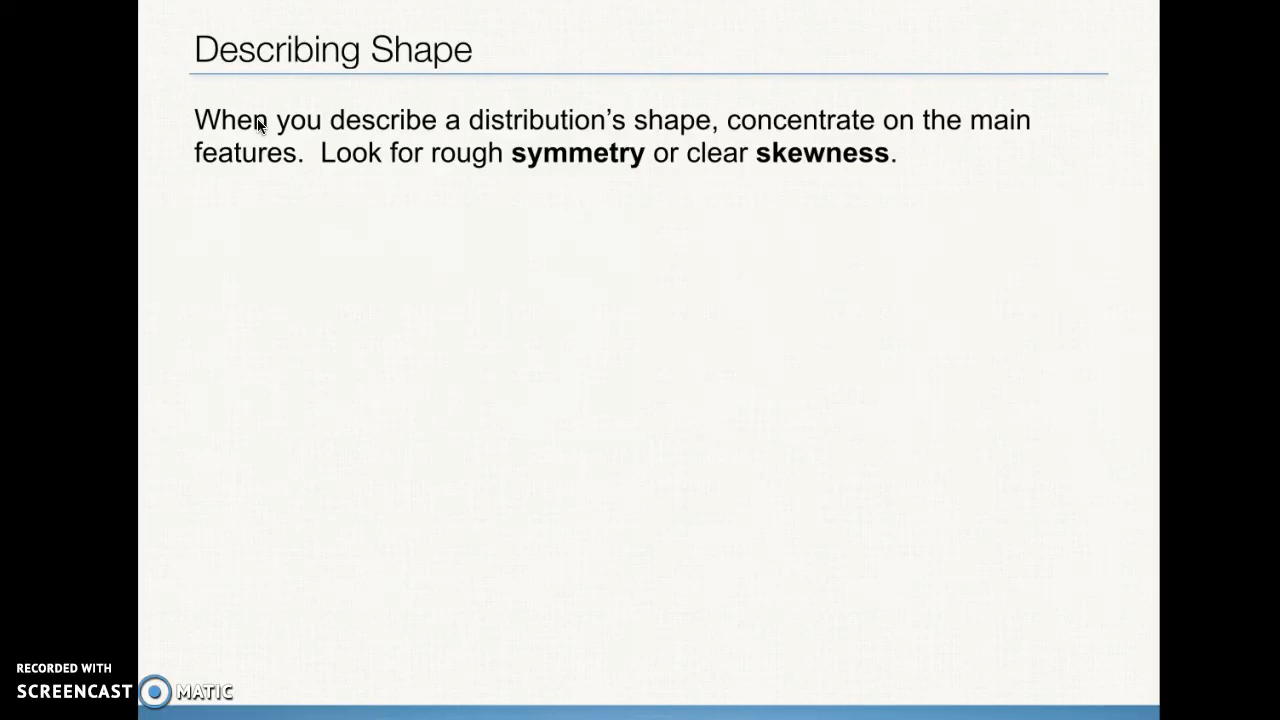 Describing Shape
When you describe a distribution’s shape, concentrate on the main
features.  Look for rough symmetry or clear skewness.
RECORDED WITH
SCREENCAST MATIC